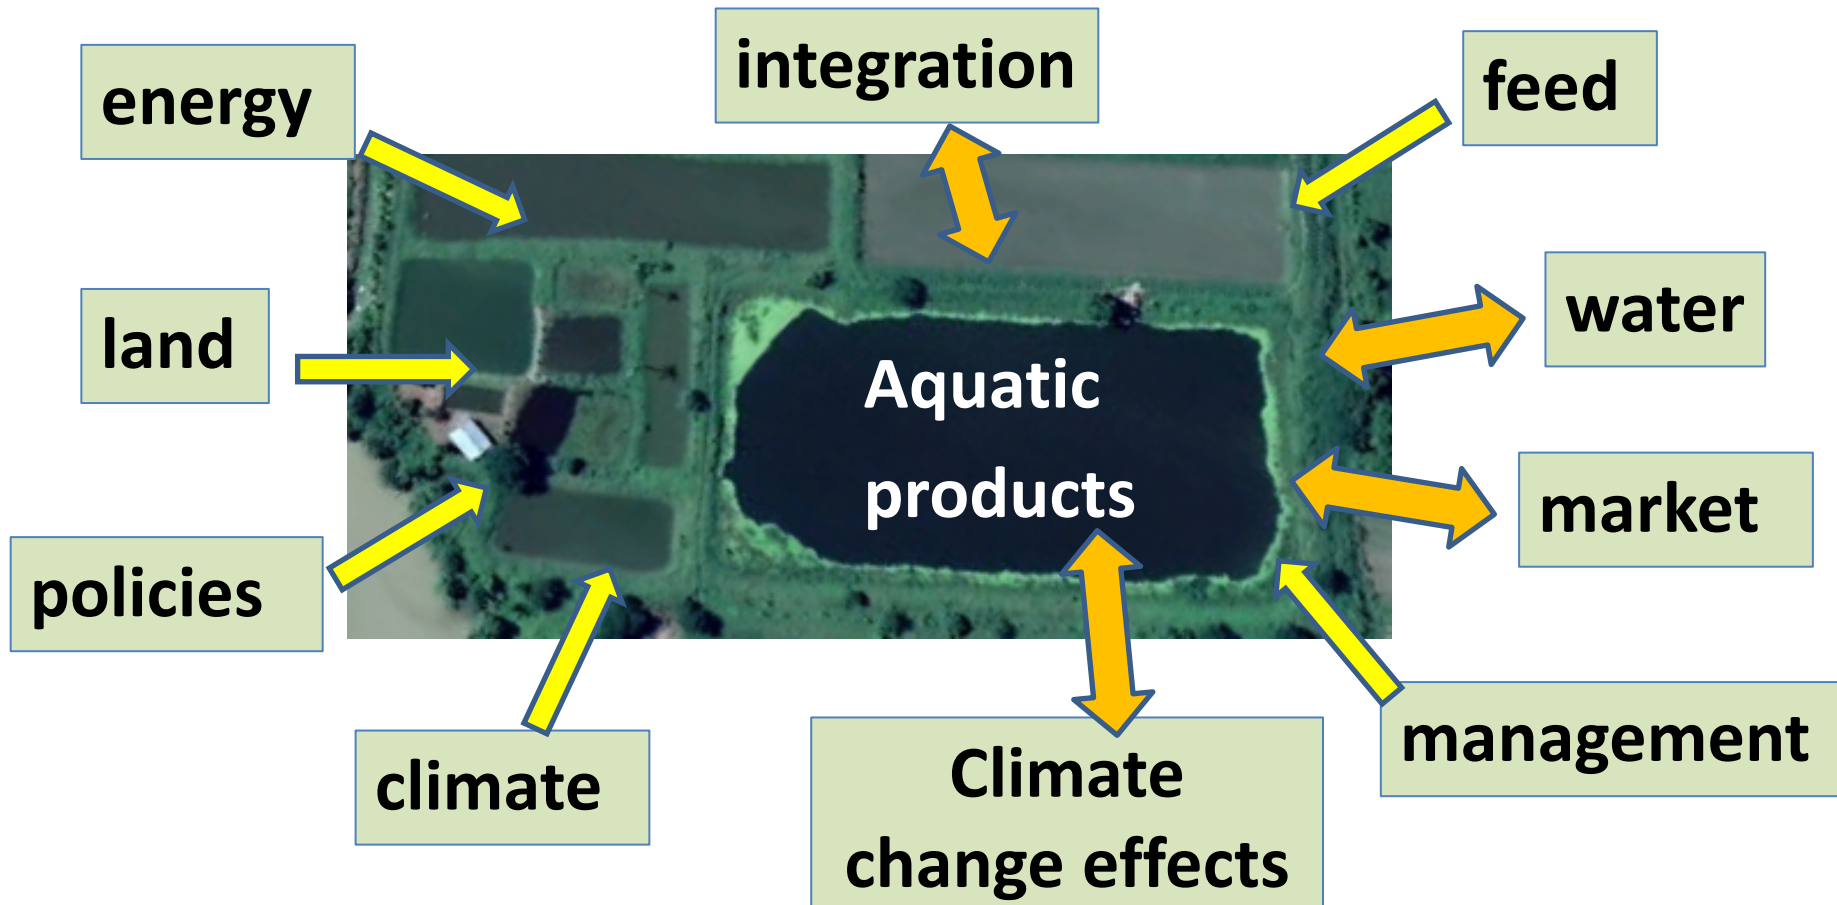 integration
energy
feed
land
water
Aquatic
products
market
policies
climate
Climate
change effects
management